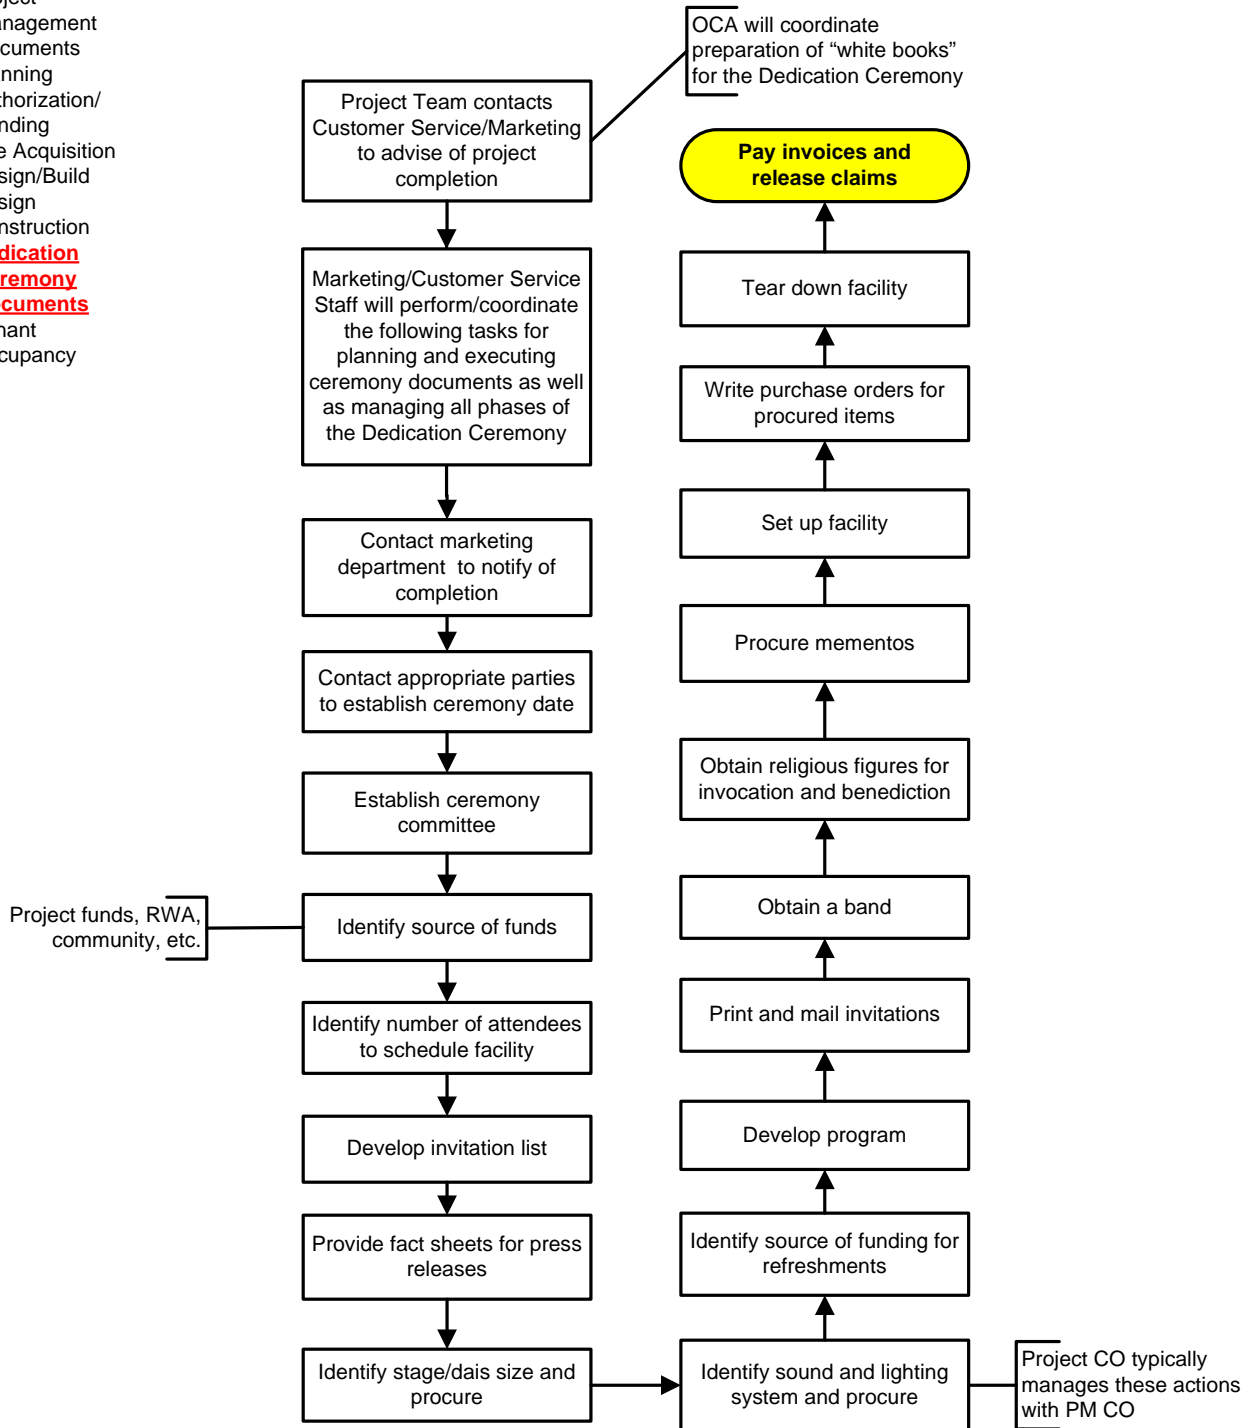 oject
anagement
cuments
anning
thorization/
nding
e Acquisition
sign/Build
sign
nstruction
dication
remony
cuments
nant
cupancy
OCA will coordinate
preparation of “white books”
for the Dedication Ceremony
Project Team contacts
Customer Service/Marketing
to advise of project
completion
Marketing/Customer Service
Staff will perform/coordinate
the following tasks for
planning and executing
ceremony documents as well
as managing all phases of
the Dedication Ceremony
Contact marketing
department to notify of
completion
Contact appropriate parties
to establish ceremony date
Establish ceremony
committee
Project funds, RWA,
community, etc.
Identify source of funds
Identify number of attendees
to schedule facility
Develop invitation list
Provide fact sheets for press
releases
Identify stage/dais size and
procure
Identify sound and lighting
system and procure
Project CO typically
manages these actions
with PM CO
Identify source of funding for
refreshments
Develop program
Print and mail invitations
Obtain a band
Obtain religious figures for
invocation and benediction
Procure mementos
Set up facility
Write purchase orders for
procured items
Tear down facility
Pay invoices and
release claims